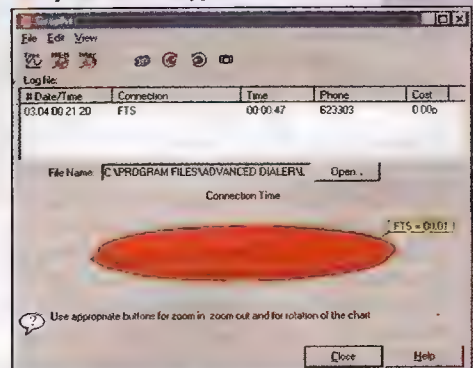 File Edit View
Log file:
# Date/Time Connection Time Phone Cost
03.04.00 21:20 FTS 00:00:47 623303 0.00
File Name: C:\PROGRAM FILES\ADVANCED DIALER\L Open...
Connection Time
FTS = 00:01
Use appropriate buttons for zoom in zoom out and for rotation of the chart
Close Help